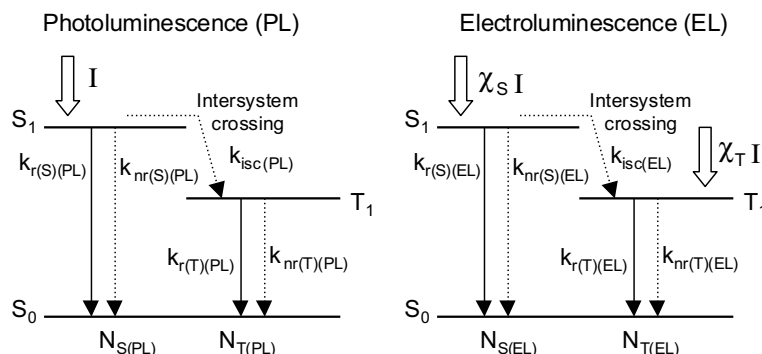 Photoluminescence (PL)
I
Intersystem
crossing
S1
kr(S)(PL)
knr(S)(PL)
kisc(PL)
T1
kr(T)(PL)
knr(T)(PL)
S0
NS(PL)
NT(PL)
Electroluminescence (EL)
χS I
Intersystem
crossing
S1
kr(S)(EL)
knr(S)(EL)
kisc(EL)
χT I
T1
kr(T)(EL)
knr(T)(EL)
S0
NS(EL)
NT(EL)